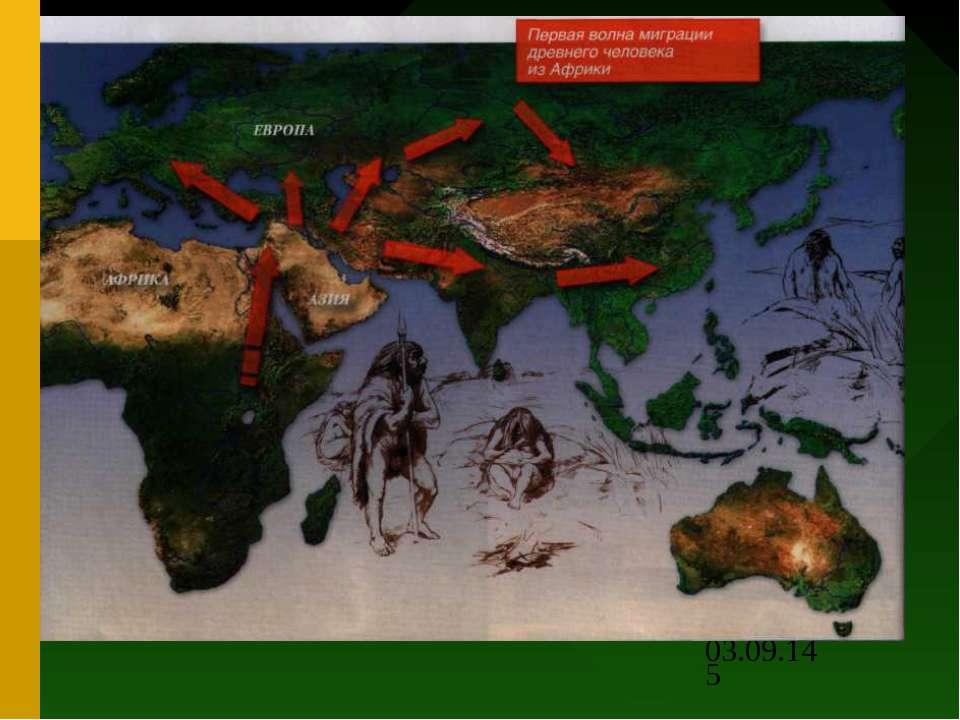 Первая волна миграции
древнего человека
из Африки
ЕВРОПА
АФРИКА
АЗИЯ
03.09.14
5